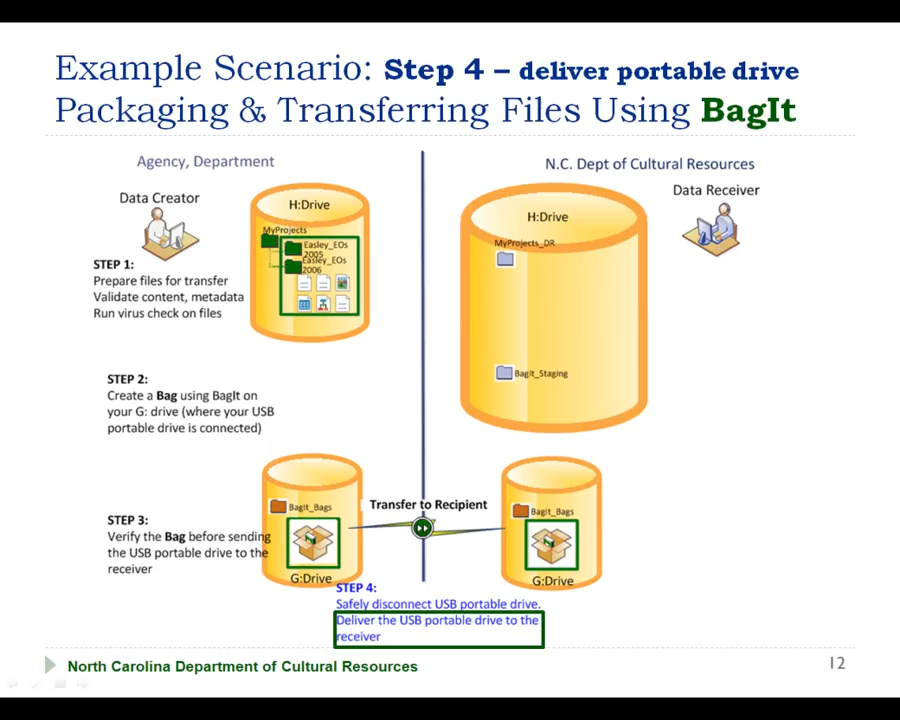 Example Scenario: Step 4 – deliver portable drive
Packaging & Transferring Files Using BagIt
Agency, Department
N.C. Dept of Cultural Resources
Data Creator
Data Receiver
H:Drive
H:Drive
MyProjects
Easley_EOs
2005
Easley_EOs
2006
MyProjects_DR
BagIt_Staging
STEP 1:
Prepare files for transfer
Validate content, metadata
Run virus check on files
STEP 2:
Create a Bag using BagIt on
your G: drive (where your USB
portable drive is connected)
STEP 3:
Verify the Bag before sending
the USB portable drive to the
receiver
BagIt_Bags
G:Drive
Transfer to Recipient
BagIt_Bags
G:Drive
STEP 4:
Safely disconnect USB portable drive.
Deliver the USB portable drive to the
receiver
North Carolina Department of Cultural Resources
12